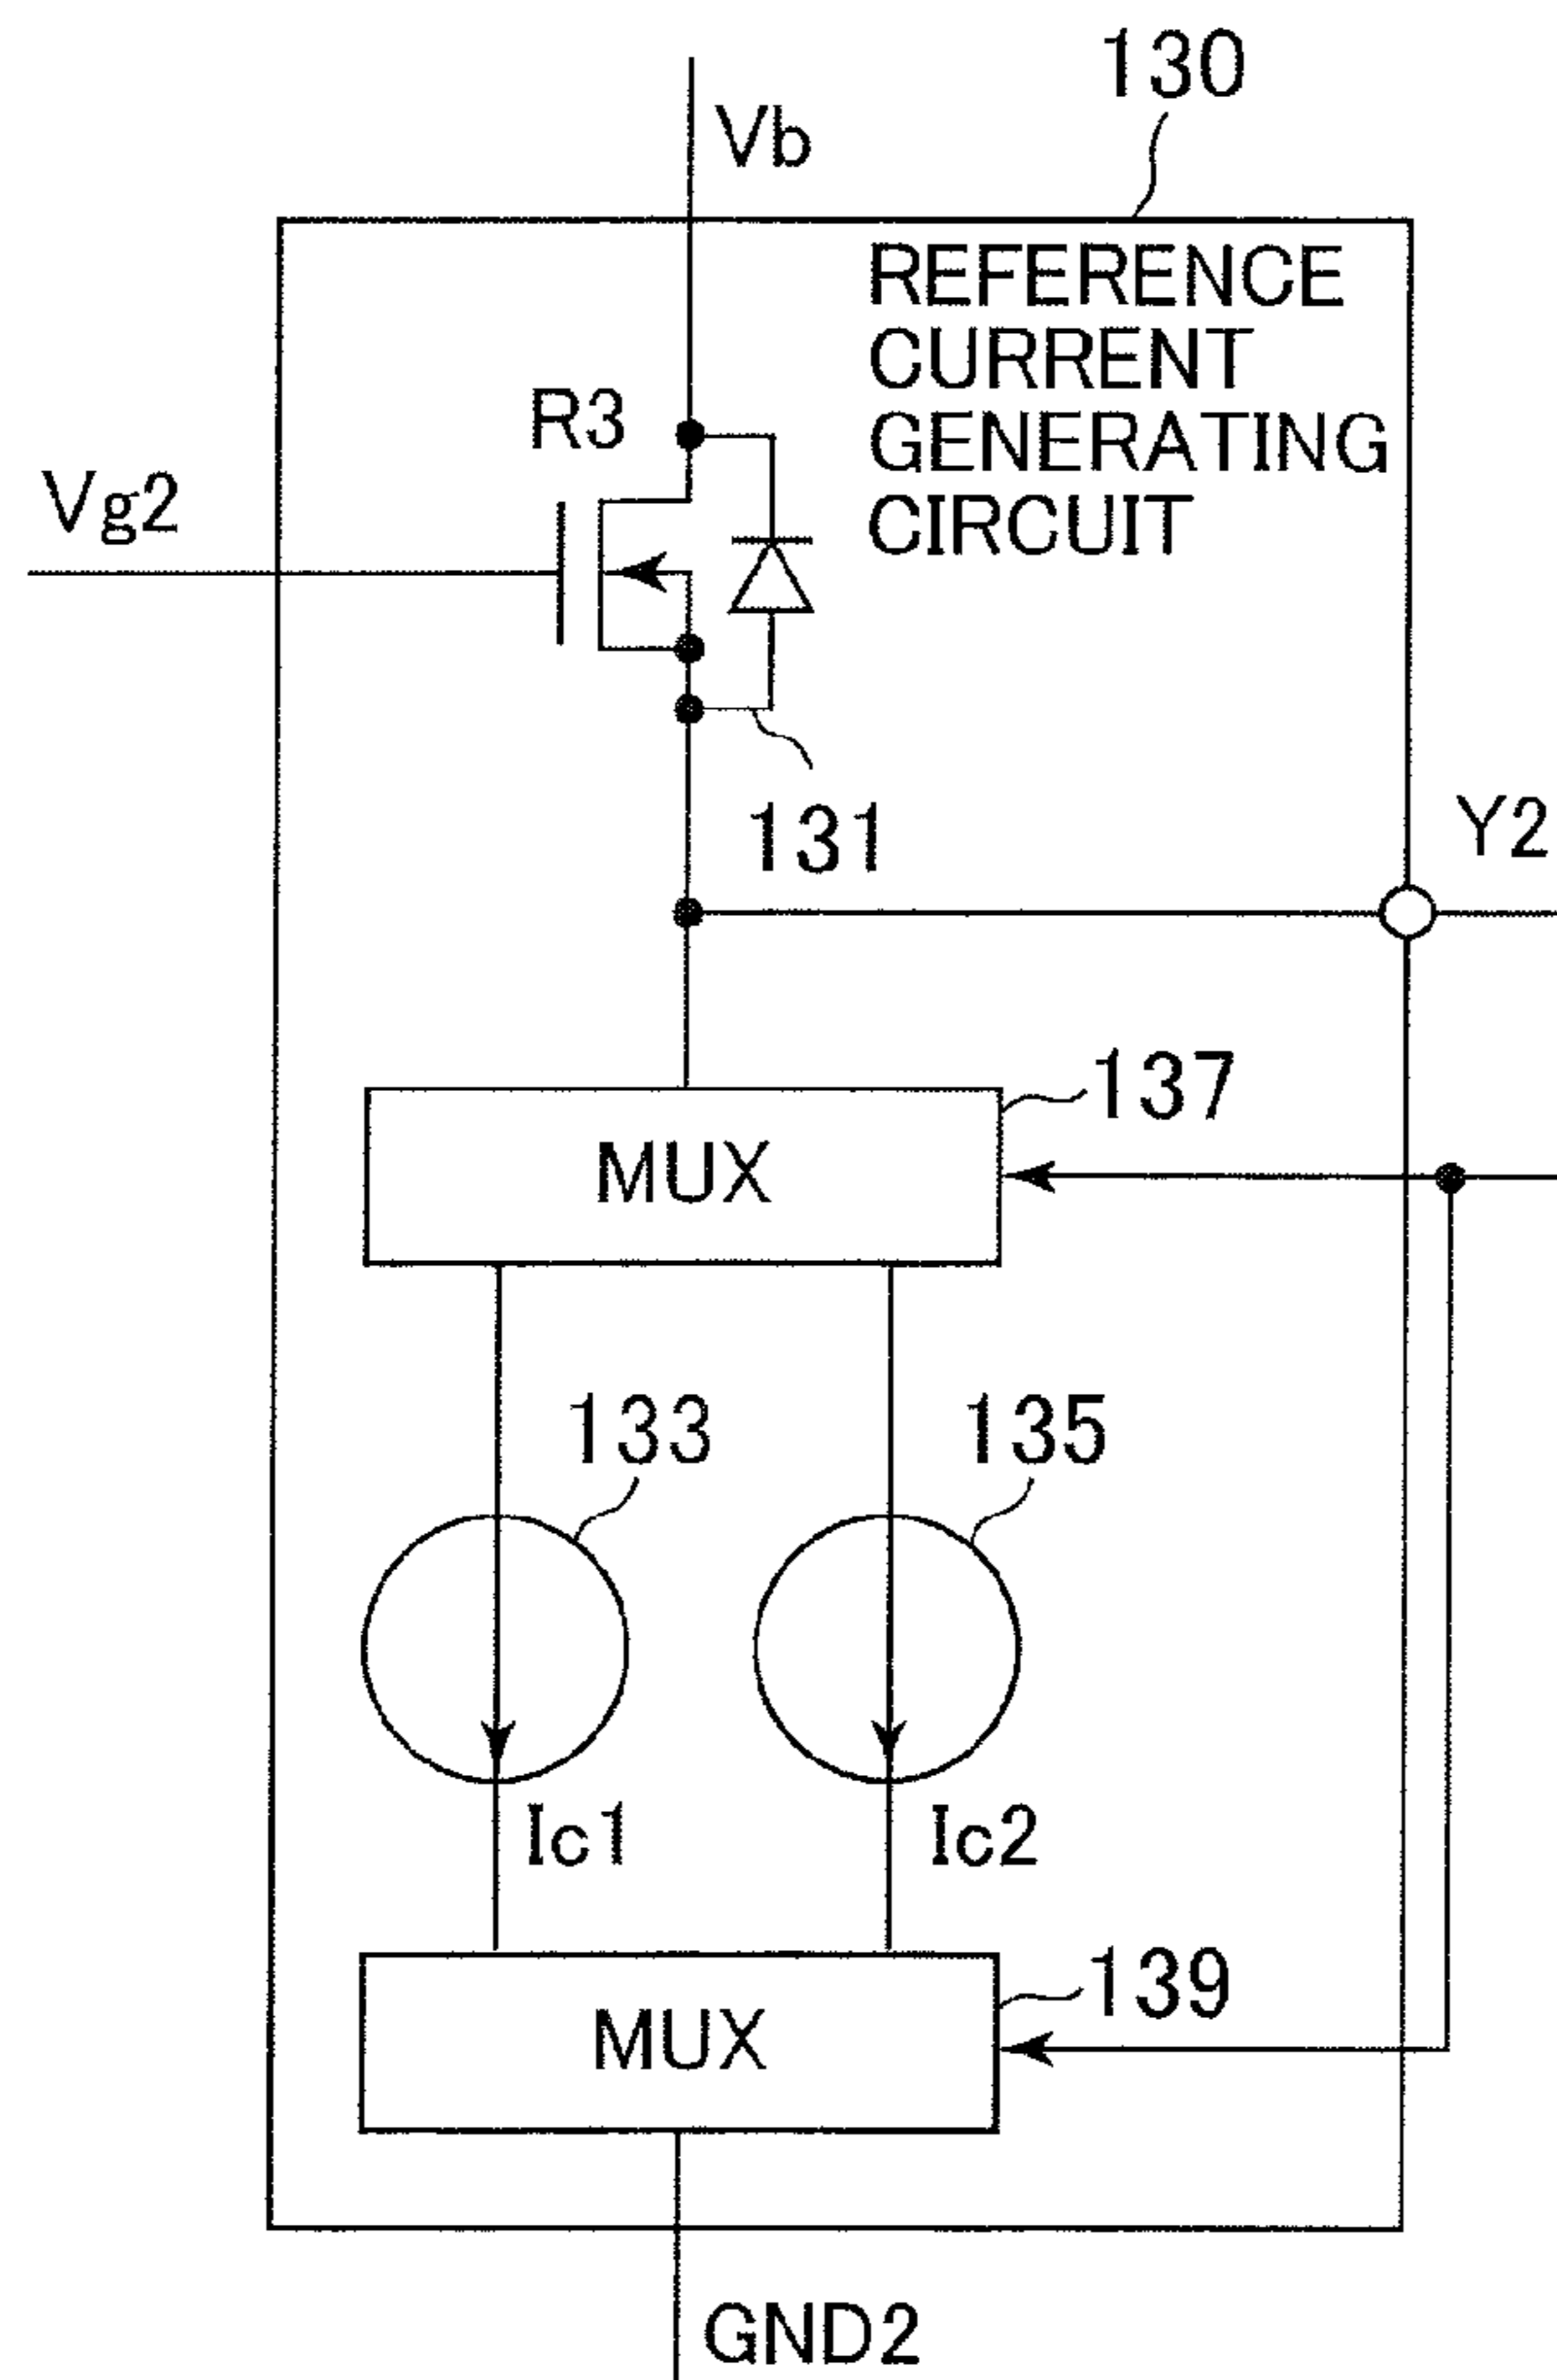 130
Vb
REFERENCE
CURRENT
GENERATING
CIRCUIT
R3
Vg2
131
Y2
137
MUX
133
135
Ic1
Ic2
139
MUX
GND2